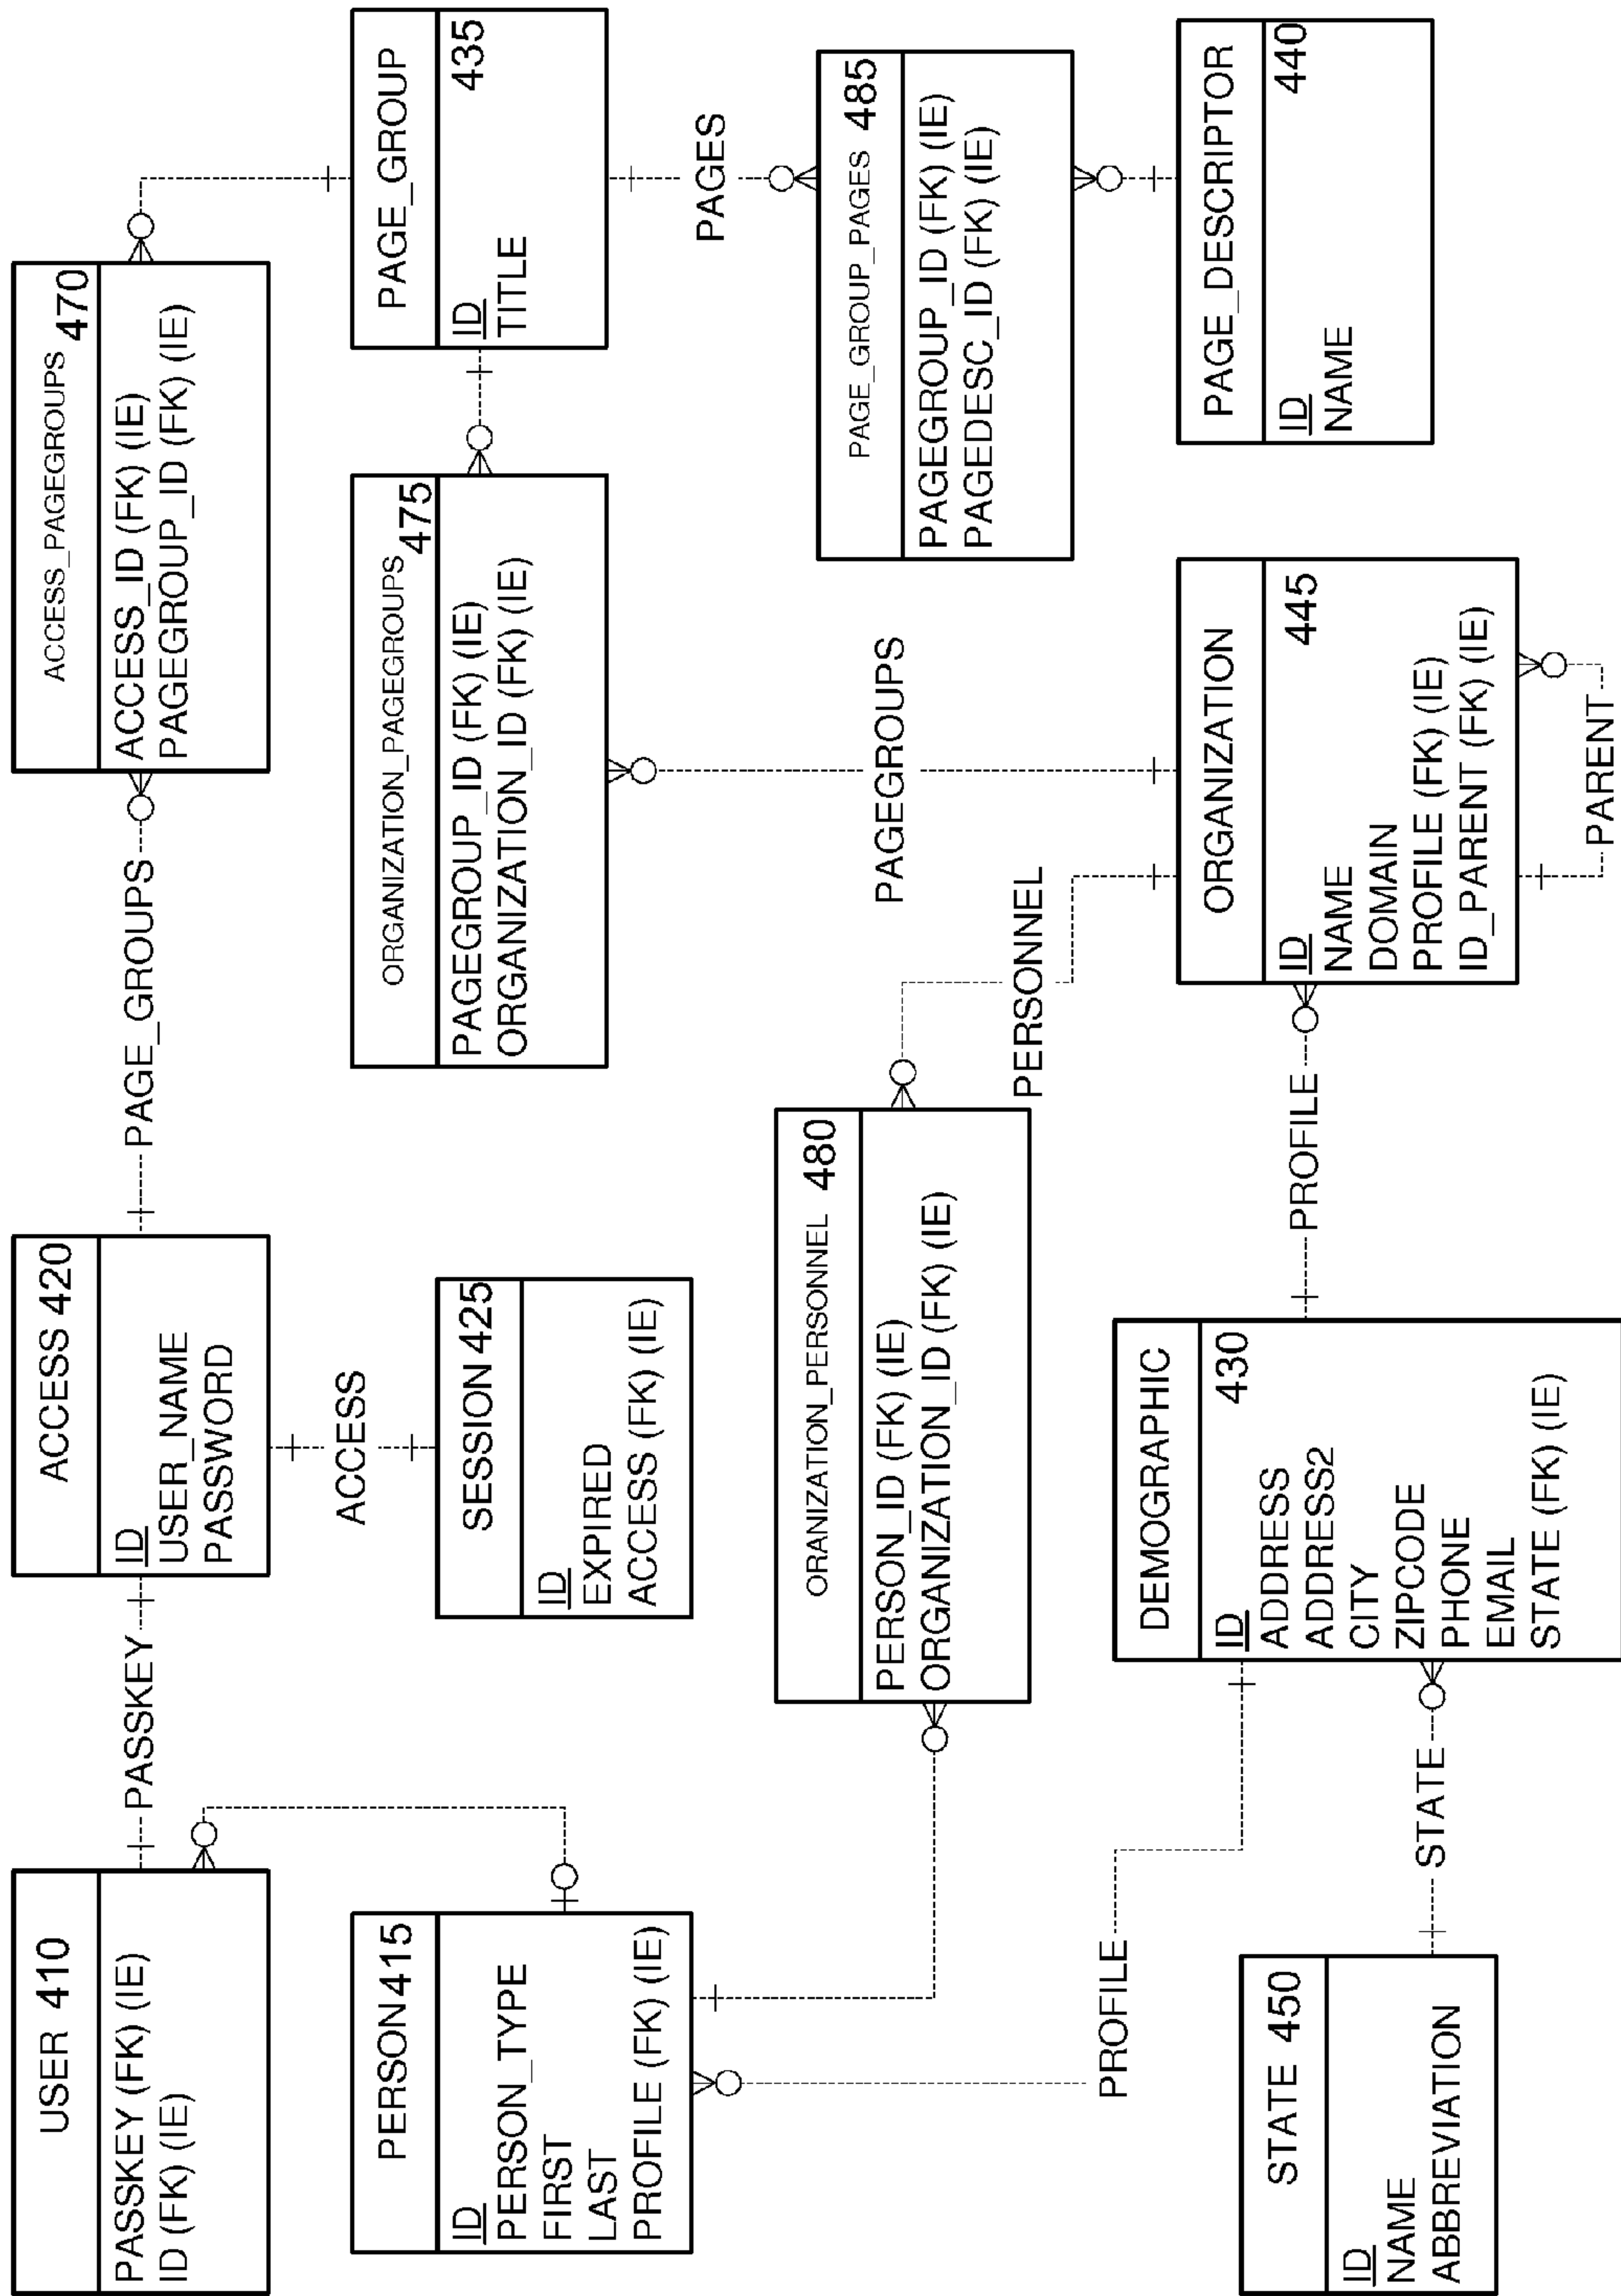 USER 410
PASSKEY (FK) (IE)
ID (FK) (IE)
PASSKEY
ACCESS 420
ID
USER_NAME
PASSWORD
PAGE_GROUPS
ACCESS_PAGEGROUPS
470
ACCESS_ID (FK) (IE)
PAGEGROUP_ID (FK) (IE)
PERSON 415
ID
PERSON_TYPE
FIRST
LAST
PROFILE (FK) (IE)
ACCESS
SESSION 425
ID
EXPIRED
ACCESS (FK) (IE)
ORGANIZATION_PAGEGROUPS
475
PAGEGROUP_ID (FK) (IE)
ORGANIZATION_ID (FK) (IE)
PAGE_GROUP
435
ID
TITLE
PAGES
ORANIZATION_PERSONNEL 480
PERSON_ID (FK) (IE)
ORGANIZATION_ID (FK) (IE)
PERSONNEL
PAGEGROUPS
PAGE_GROUP_PAGES 485
PAGEGROUP_ID (FK) (IE)
PAGEDESC_ID (FK) (IE)
PROFILE
STATE 450
ID
NAME
ABBREVIATION
STATE
DEMOGRAPHIC
430
ID
ADDRESS
ADDRESS2
CITY
ZIPCODE
PHONE
EMAIL
STATE (FK) (IE)
PROFILE
ORGANIZATION
445
ID
NAME
DOMAIN
PROFILE (FK) (IE)
ID_PARENT (FK) (IE)
PARENT
PAGE_DESCRIPTOR
440
ID
NAME